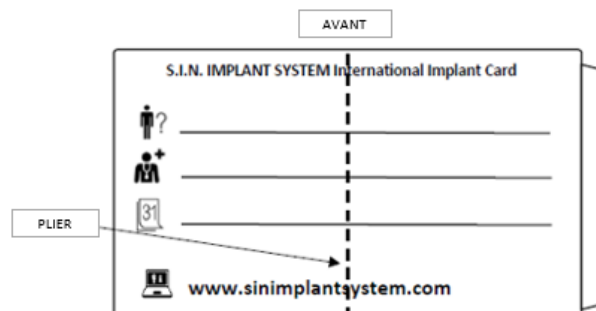 AVANT
S.I.N. IMPLANT SYSTEM International Implant Card
?
31
PLIER
www.sinimplantsystem.com